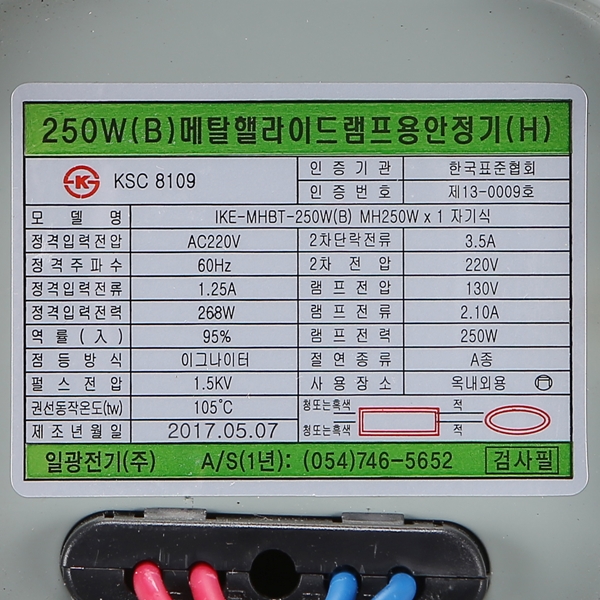 250W(B)메탈핼라이드램프용안정기(H)
KSC 8109 인증기관 한국표준협회
인증번호 제13-0009호
모델명 IKE-MHBT-250W(B) MH250W x 1 자기식
정격입력전압 AC220V 2차단락전류 3.5A
정격주파수 60Hz 2차전압 220V
정격입력전류 1.25A 램프전압 130V
정격입력전력 268W 램프전류 2.10A
역률(入) 95% 램프전력 250W
점등방식 이그나이터 절연종류 A종
펄스전압 1.5KV 사용장소 옥내외용
권선동작온도(tw) 105℃ 청또는흑색 적
제조년월일 2017.05.07 청또는흑색 적
일광전기(주) A/S(1년): (054)746-5652 검사필